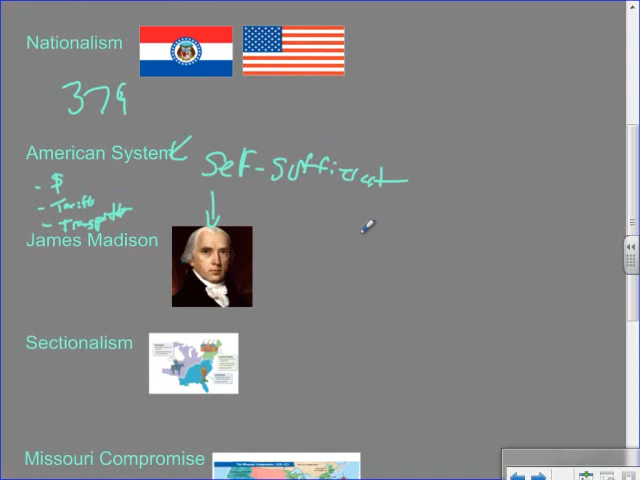 Nationalism
379
American System
Self-sufficient
- $
- Tariffs
James Madison
Sectionalism
Missouri Compromise